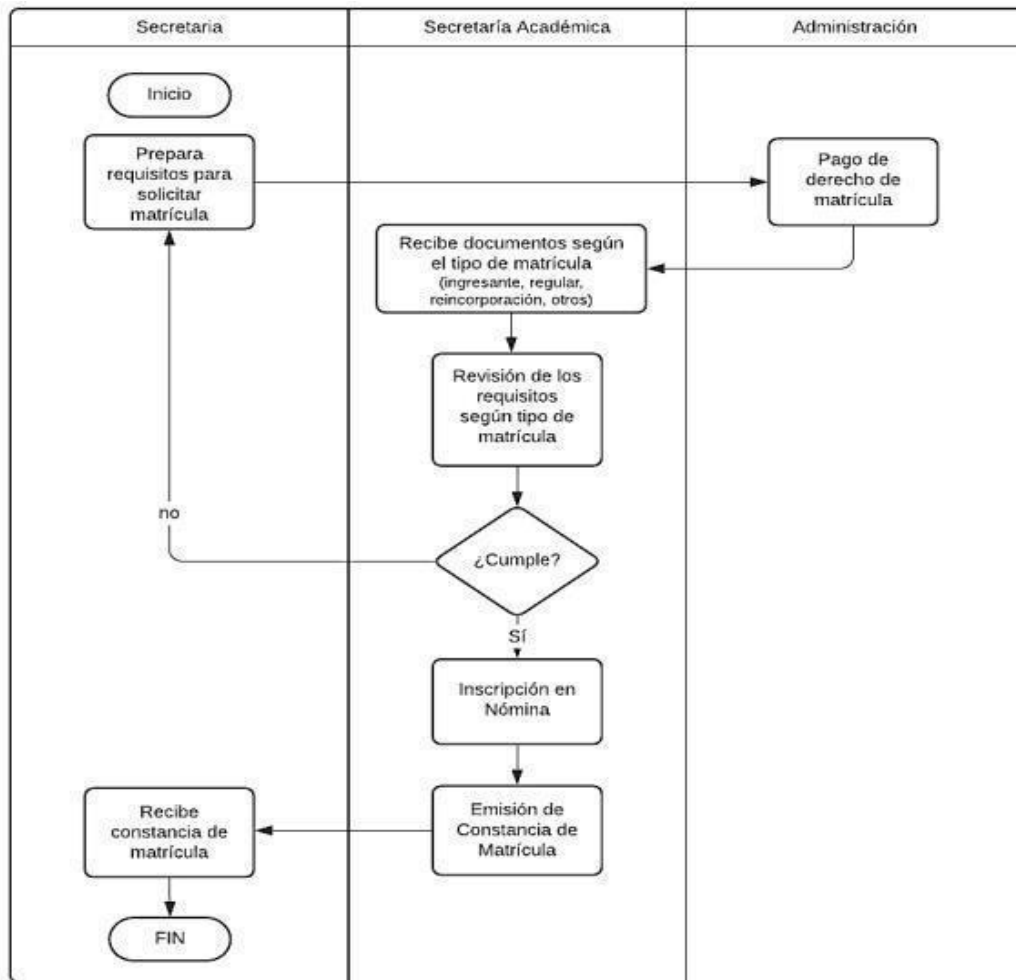 Secretaria
Secretaría Académica
Administración
Inicio
Prepara
requisitos para
solicitar
matrícula
Pago de
derecho de
matrícula
Recibe documentos según
el tipo de matrícula
(ingresante, regular,
reincorporación, otros)
Revisión de los
requisitos
según tipo de
matrícula
¿Cumple?
no
Sí
Inscripción en
Nómina
Emisión de
Constancia de
Matrícula
Recibe
constancia de
matrícula
FIN